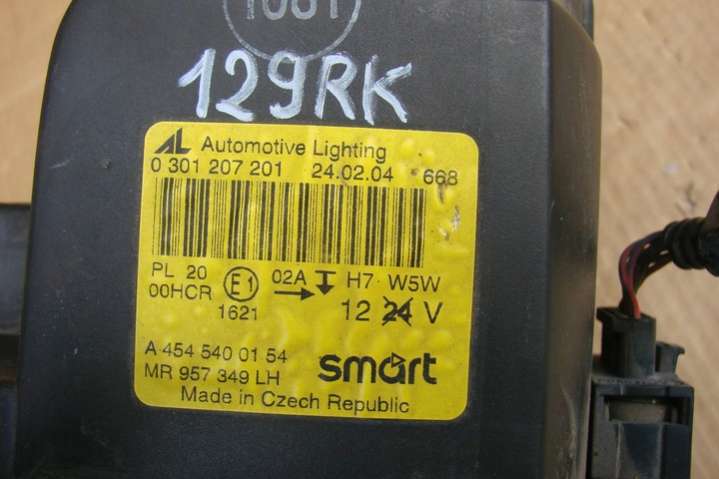 1081
129RK
AL Automotive Lighting
0 301 207 201 24.02.04 668
PL 20 E1 02A H7 W5W
00HCR 12 24 V
1621
A 454 540 01 54
MR 957 349 LH smart
Made in Czech Republic